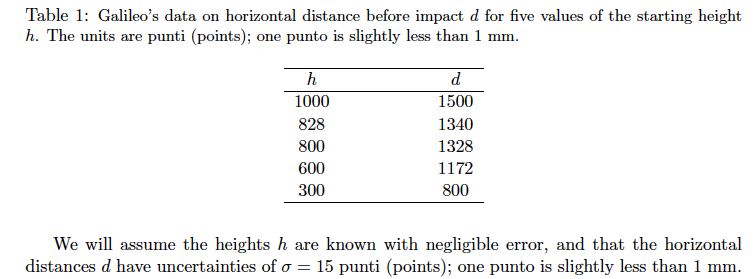 Table 1: Galileo's data on horizontal distance before impact d for five values of the starting height
h. The units are punti (points); one punto is slightly less than 1 mm.
h d
1000 1500
828 1340
800 1328
600 1172
300 800
We will assume the heights h are known with negligible error, and that the horizontal
distances d have uncertainties of σ = 15 punti (points); one punto is slightly less than 1 mm.